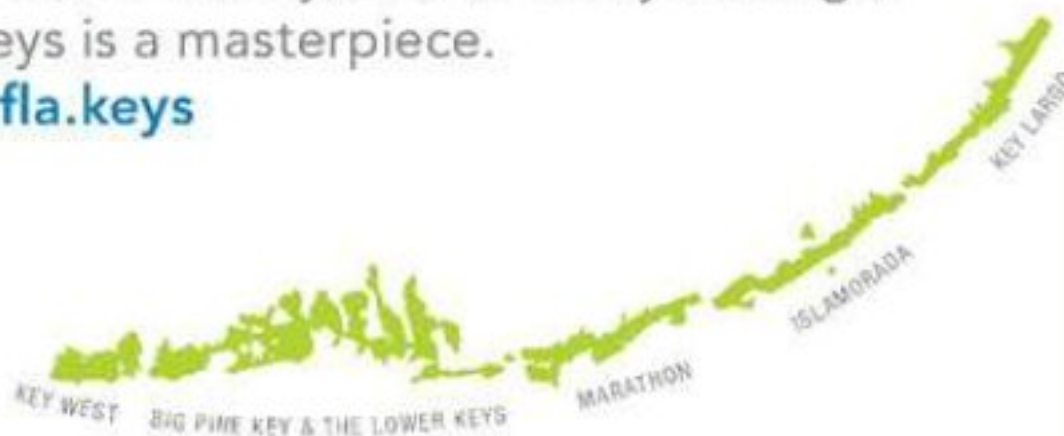 eys is a masterpiece.
fla.keys
KEY LARGO
ISLAMORADA
MARATHON
KEY WEST
BIG PINE KEY & THE LOWER KEYS